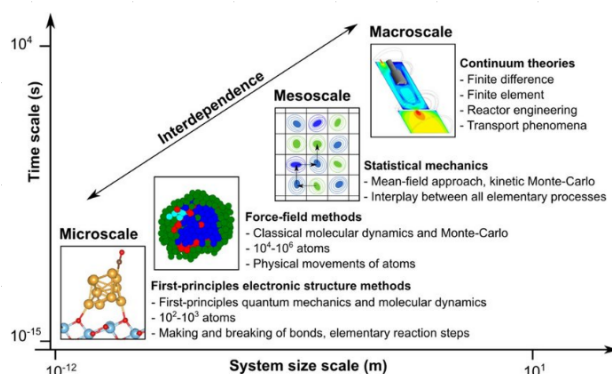 Macroscale
10^4
Continuum theories
- Finite difference
- Finite element
- Reactor engineering
- Transport phenomena
Interdependence
Mesoscale
Time scale (s)
Statistical mechanics
- Mean-field approach, kinetic Monte-Carlo
- Interplay between all elementary processes
Force-field methods
- Classical molecular dynamics and Monte-Carlo
- 10^4-10^6 atoms
- Physical movements of atoms
Microscale
First-principles electronic structure methods
- First-principles quantum mechanics and molecular dynamics
- 10^2-10^3 atoms
- Making and breaking of bonds, elementary reaction steps
10^-15
10^-12
System size scale (m)
10^1